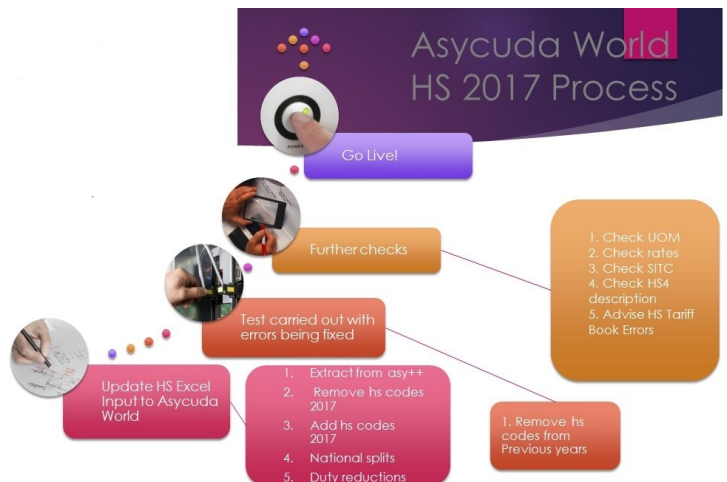 Asycuda World
HS 2017 Process
POWER
Go Live!
Further checks
1. Check UOM
2. Check rates
3. Check SITC
4. Check HS4
description
5. Advise HS Tariff
Book Errors
Test carried out with
errors being fixed
Update HS Excel
Input to Asycuda
World
1. Extract from asy++
2. Remove hs codes
2017
3. Add hs codes
2017
4. National splits
5. Duty reductions
1. Remove hs
codes from
Previous years